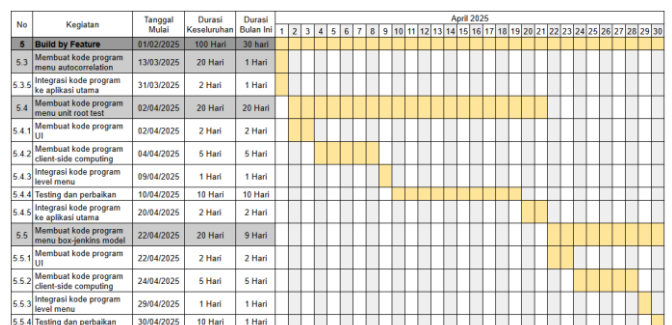 No Kegiatan Tanggal Mulai Durasi Keseluruhan Durasi Bulan Ini April 2025
1 2 3 4 5 6 7 8 9 10 11 12 13 14 15 16 17 18 19 20 21 22 23 24 25 26 27 28 29 30
5 Build by Feature 01/02/2025 100 Hari 30 hari
5.3 Membuat kode program menu autocorrelation 13/03/2025 20 Hari 1 Hari
5.3.5 Integrasi kode program ke aplikasi utama 31/03/2025 2 Hari 1 Hari
5.4 Membuat kode program menu unit root test 02/04/2025 20 Hari 20 Hari
5.4.1 Membuat kode program UI 02/04/2025 2 Hari 2 Hari
5.4.2 Membuat kode program client-side computing 04/04/2025 5 Hari 5 Hari
5.4.3 Integrasi kode program level menu 09/04/2025 1 Hari 1 Hari
5.4.4 Testing dan perbaikan 10/04/2025 10 Hari 10 Hari
5.4.5 Integrasi kode program ke aplikasi utama 20/04/2025 2 Hari 2 Hari
5.5 Membuat kode program menu box-jenkins model 22/04/2025 20 Hari 9 Hari
5.5.1 Membuat kode program UI 22/04/2025 2 Hari 2 Hari
5.5.2 Membuat kode program client-side computing 24/04/2025 5 Hari 5 Hari
5.5.3 Integrasi kode program level menu 29/04/2025 1 Hari 1 Hari
5.5.4 Testing dan perbaikan 30/04/2025 10 Hari 1 Hari